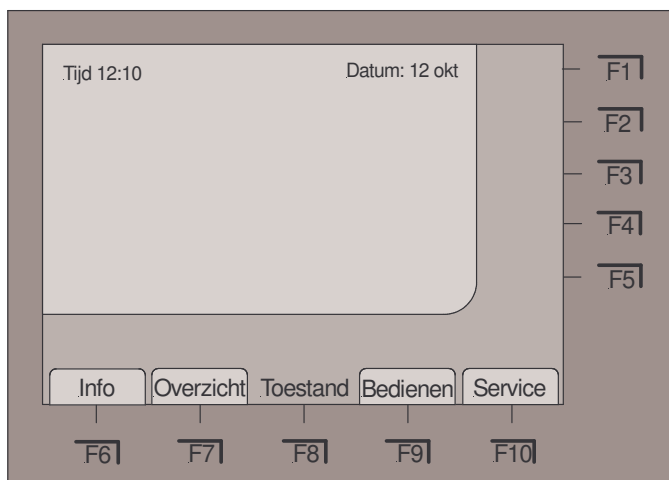 Tijd 12:10 Datum: 12 okt
F1
F2
F3
F4
F5
Info Overzicht Toestand Bedienen Service
F6 F7 F8 F9 F10